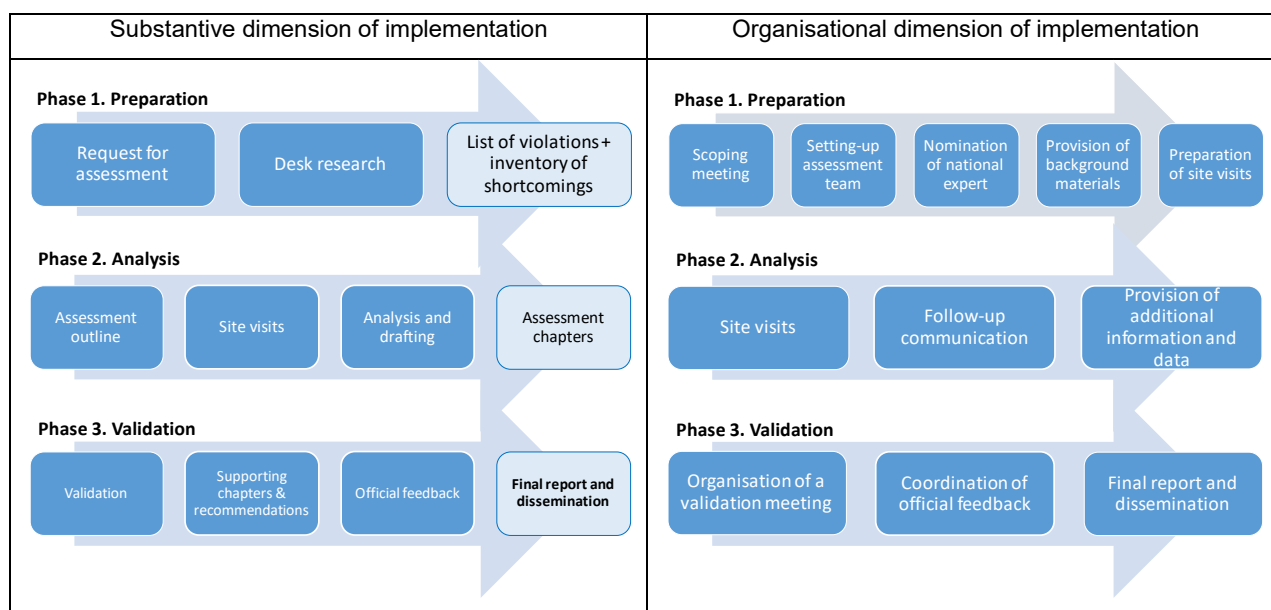 Substantive dimension of implementation
Phase 1. Preparation
Request for
assessment
Desk research
List of violations +
inventory of
shortcomings
Phase 2. Analysis
Assessment
outline
Site visits
Analysis and
drafting
Assessment
chapters
Phase 3. Validation
Validation
Supporting
chapters &
recommendations
Official feedback
Final report and
dissemination
Organisational dimension of implementation
Phase 1. Preparation
Scoping
meeting
Setting-up
assessment
team
Nomination
of national
expert
Provision of
background
materials
Preparation
of site visits
Phase 2. Analysis
Site visits
Follow-up
communication
Provision of
additional
information and
data
Phase 3. Validation
Organisation of a
validation meeting
Coordination of
official feedback
Final report and
dissemination